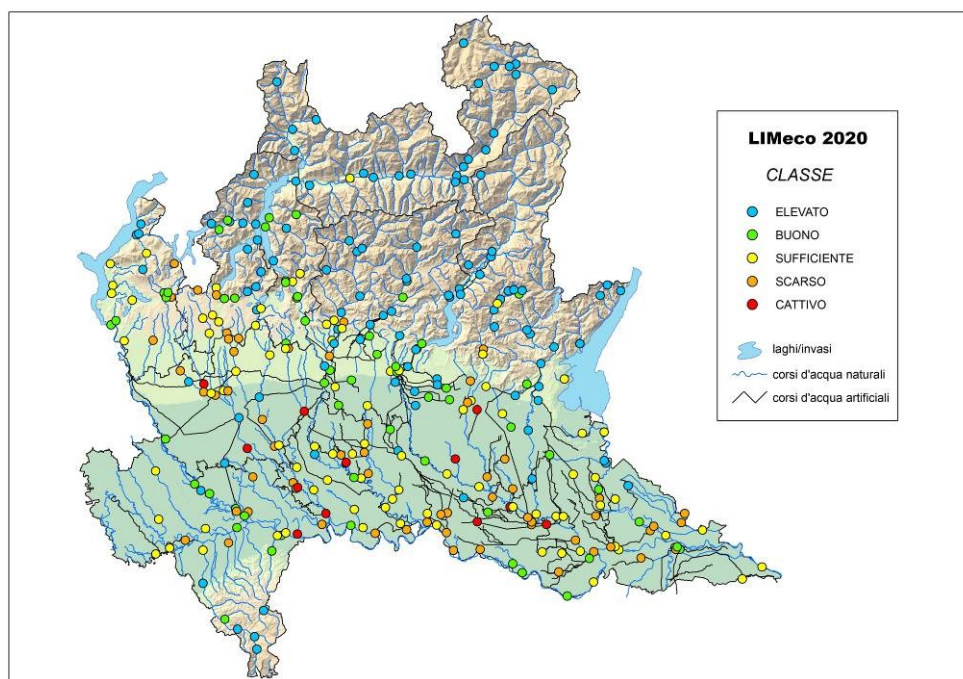 LIMeco 2020
CLASSE
ELEVATO
BUONO
SUFFICIENTE
SCARSO
CATTIVO
laghi/invasi
corsi d'acqua naturali
corsi d'acqua artificiali